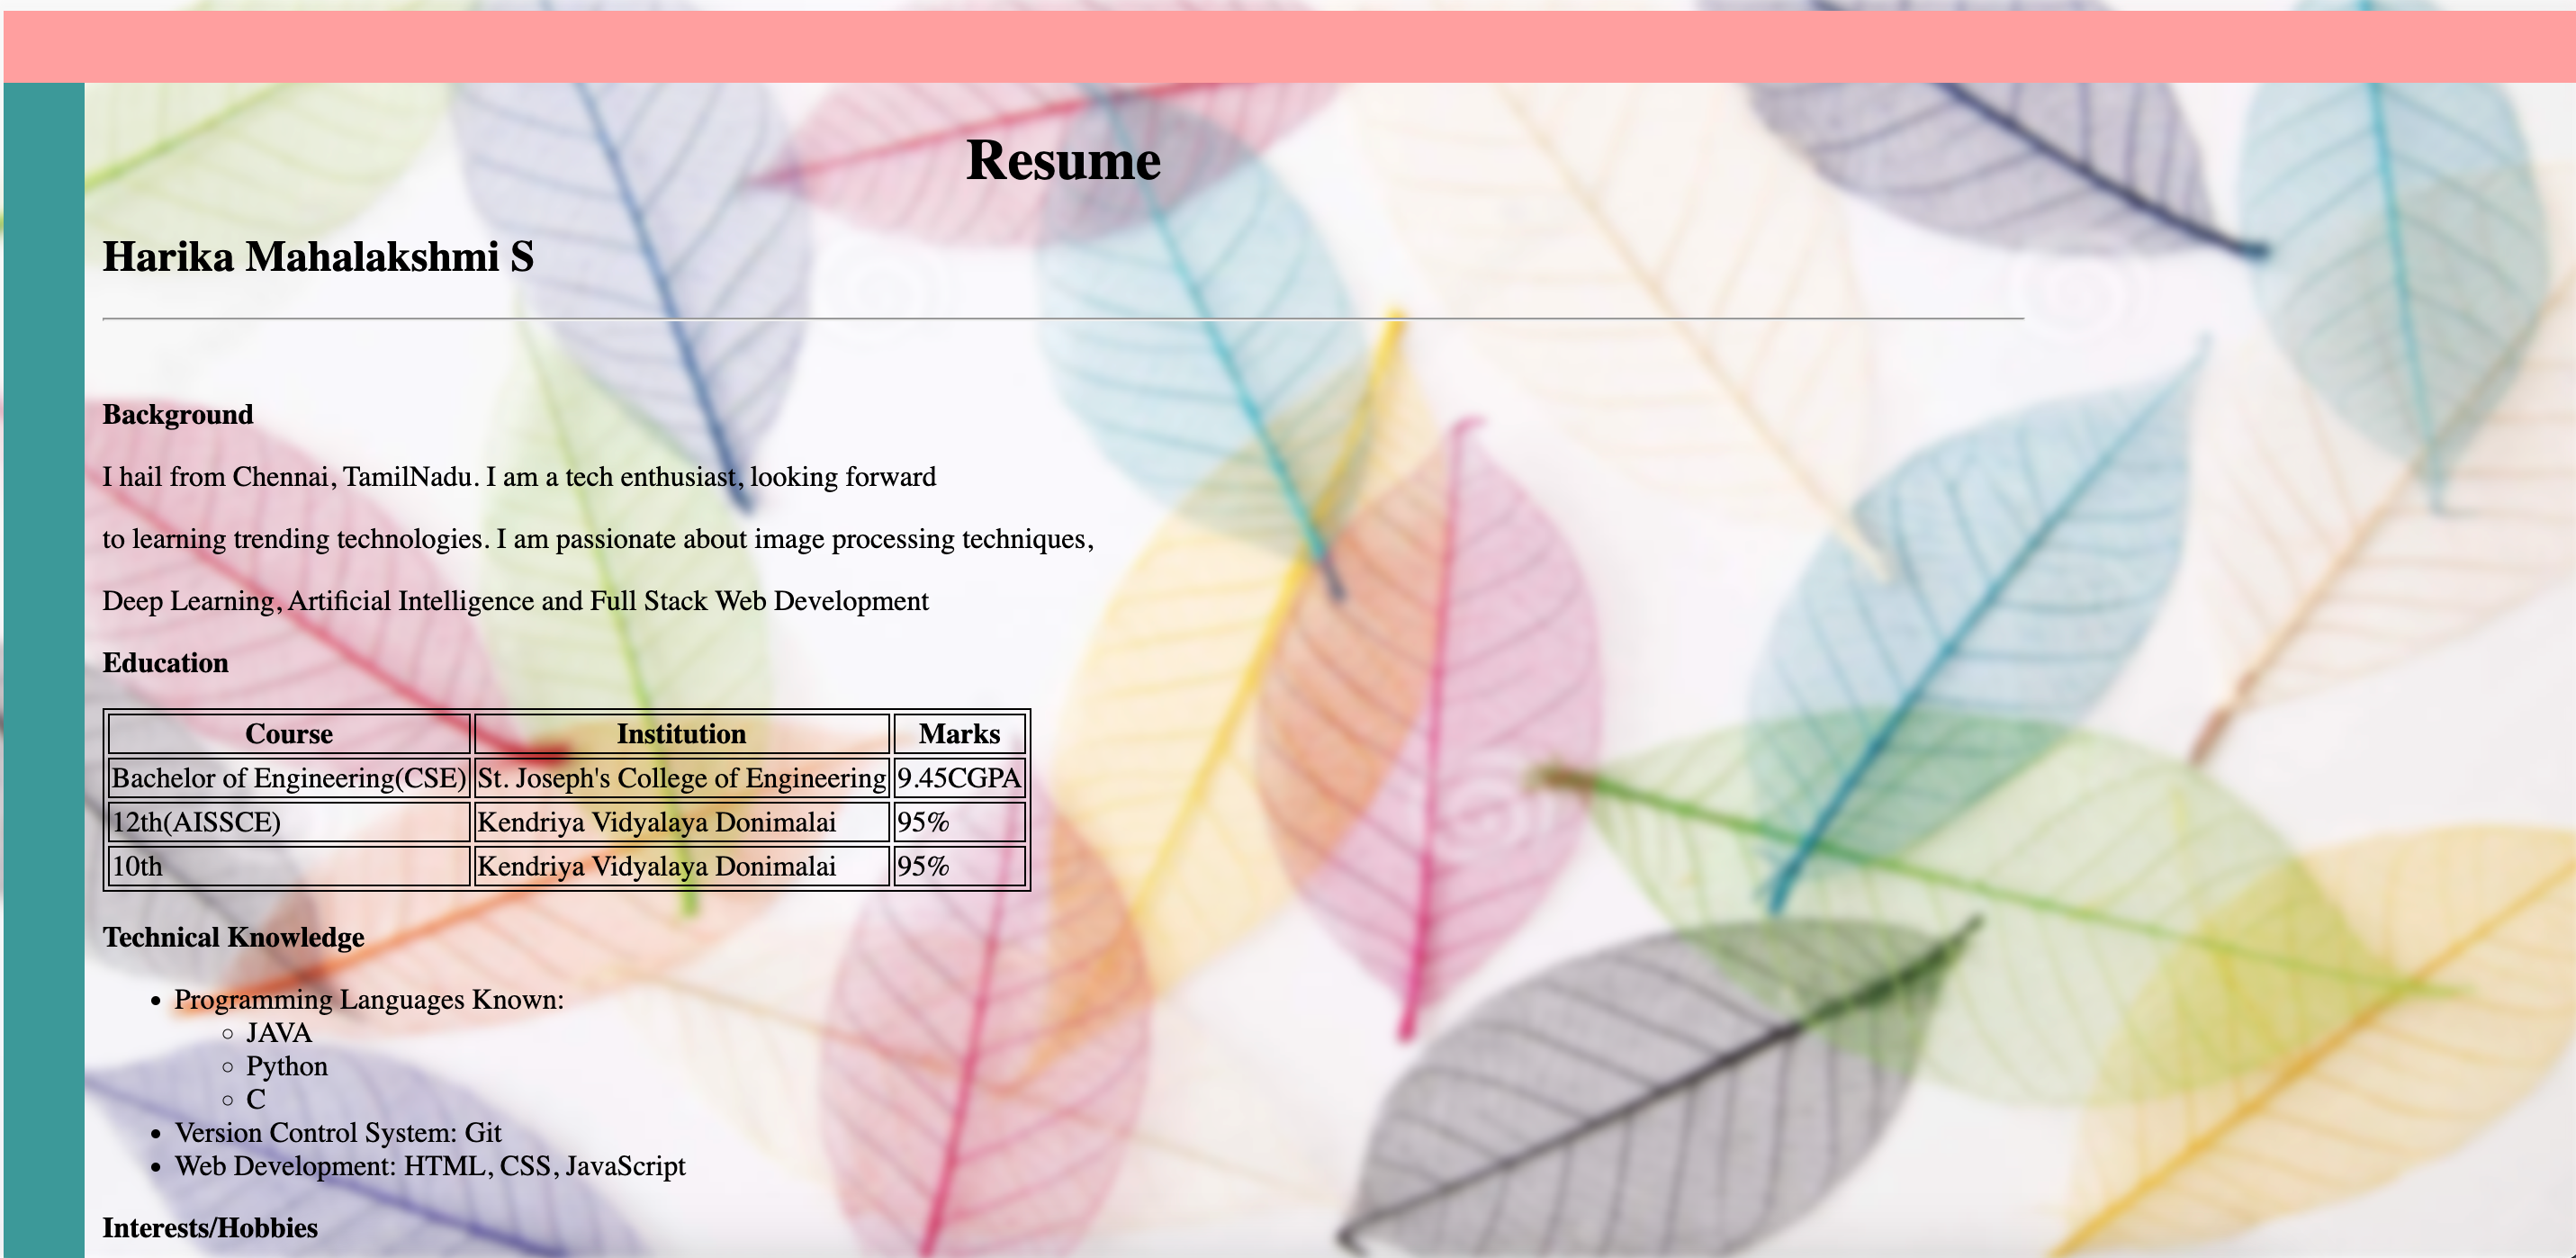 Resume
Harika Mahalakshmi S
Background
I hail from Chennai, TamilNadu. I am a tech enthusiast, looking forward
to learning trending technologies. I am passionate about image processing techniques,
Deep Learning, Artificial Intelligence and Full Stack Web Development
Education
Course Institution Marks
Bachelor of Engineering(CSE) St. Joseph's College of Engineering 9.45CGPA
12th(AISSCE) Kendriya Vidyalaya Donimalai 95%
10th Kendriya Vidyalaya Donimalai 95%
Technical Knowledge
• Programming Languages Known:
◦ JAVA
◦ Python
◦ C
• Version Control System: Git
• Web Development: HTML, CSS, JavaScript
Interests/Hobbies